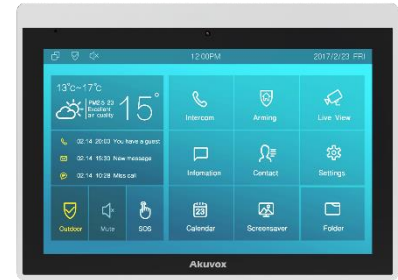 12:00PM
2017/2/23 FRI
13°c~17°c
PM2.5 23
Excellent
air quality
15°
02.14 20:03 You have a guest
02.14 15:33 New message
02.14 10:28 Miss call
Outdoor
Mute
SOS
Intercom
Arming
Live View
Infomation
Contact
Settings
23
Calendar
Screensaver
Folder
Akuvox